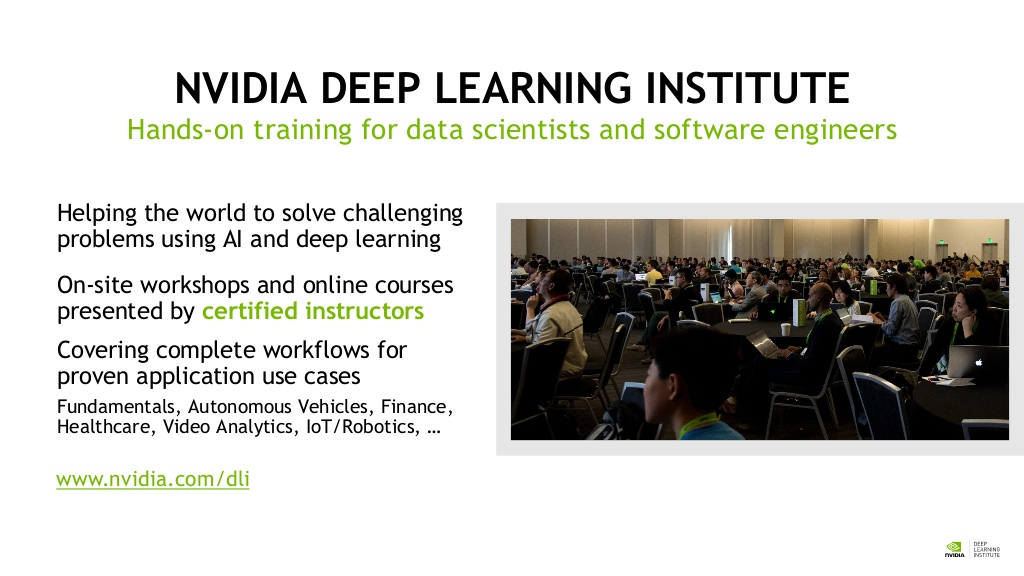 NVIDIA DEEP LEARNING INSTITUTE
Hands-on training for data scientists and software engineers
Helping the world to solve challenging
problems using AI and deep learning
On-site workshops and online courses
presented by certified instructors
Covering complete workflows for
proven application use cases
Fundamentals, Autonomous Vehicles, Finance,
Healthcare, Video Analytics, IoT/Robotics, …
www.nvidia.com/dli
NVIDIA
DEEP
LEARNING
INSTITUTE